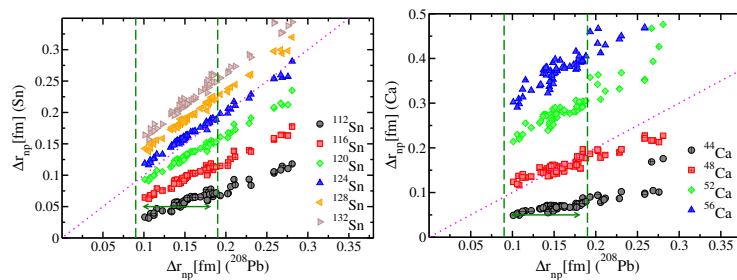 0.3
0.25
0.2
0.15
0.1
0.05
0
Δr_np[fm] (Sn)
0.05 0.1 0.15 0.2 0.25 0.3 0.35
Δr_np[fm] (²⁰⁸Pb)
¹¹²Sn
¹¹⁶Sn
¹²⁰Sn
¹²⁴Sn
¹²⁸Sn
¹³²Sn
0.5
0.4
0.3
0.2
0.1
0
Δr_np[fm] (Ca)
0.05 0.1 0.15 0.2 0.25 0.3 0.35
Δr_np[fm] (²⁰⁸Pb)
⁴⁴Ca
⁴⁸Ca
⁵²Ca
⁵⁶Ca